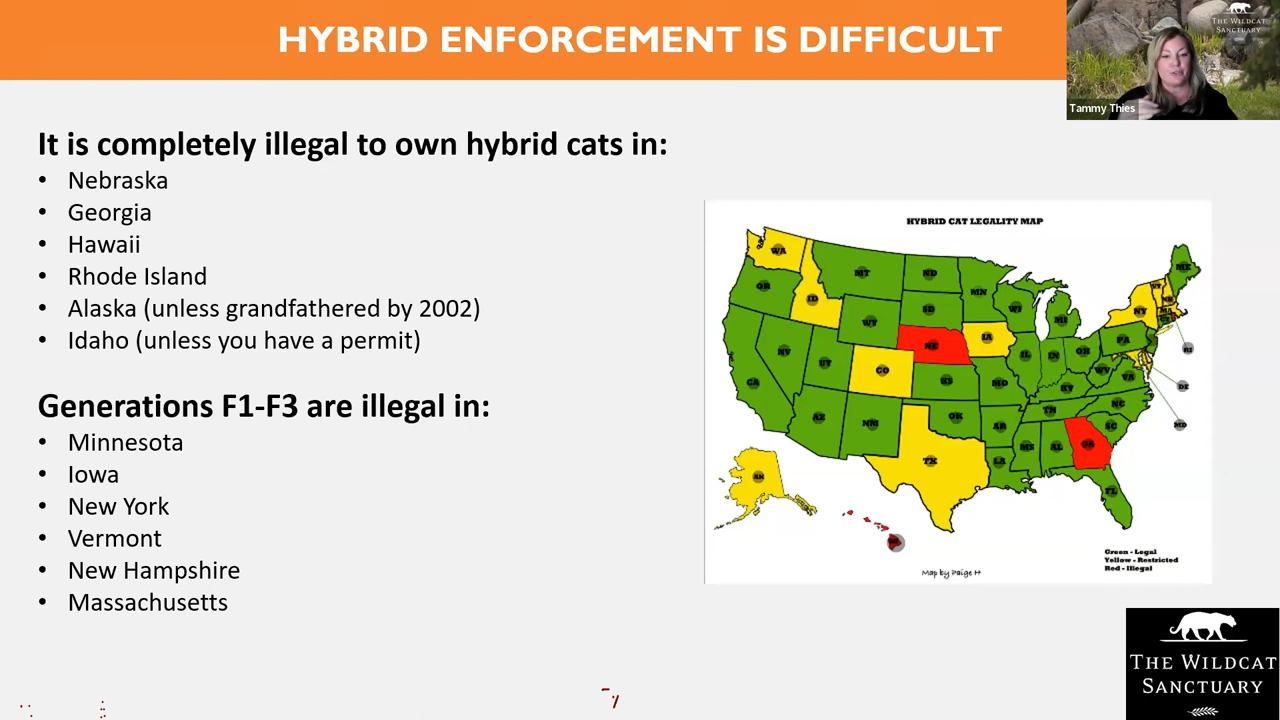 HYBRID ENFORCEMENT IS DIFFICULT
THE WILDCAT
SANCTUARY
Tammy Thies
It is completely illegal to own hybrid cats in:
• Nebraska
• Georgia
• Hawaii
• Rhode Island
• Alaska (unless grandfathered by 2002)
• Idaho (unless you have a permit)
Generations F1-F3 are illegal in:
• Minnesota
• Iowa
• New York
• Vermont
• New Hampshire
• Massachusetts
HYBRID CAT LEGALITY MAP
WA
MT
ND
MN
ME
OR
ID
SD
WI
VT
NH
WY
MI
NY
MA
CT
NE
IA
PA
RI
NV
UT
CO
IL
IN
OH
WV
VA
DE
CA
KS
MO
KY
MD
AZ
NM
OK
TN
NC
AR
SC
TX
LA
MS
AL
GA
AK
FL
Green - Legal
Yellow - Restricted
Red - Illegal
Map by Paige H
THE WILDCAT
SANCTUARY